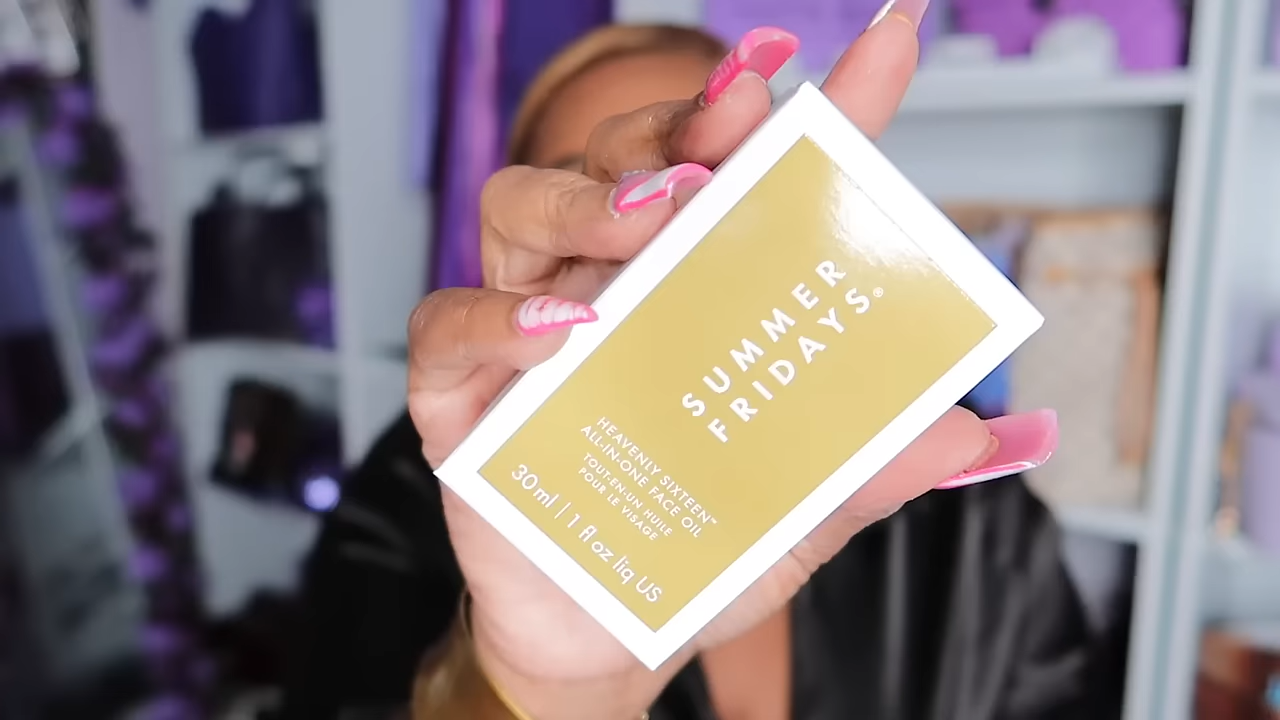 SUMMER
FRIDAYS®
HEAVENLY SIXTEEN™
ALL-IN-ONE FACE OIL
TOUT-EN-UN HUILE
POUR LE VISAGE
30 ml | 1 fl oz liq US